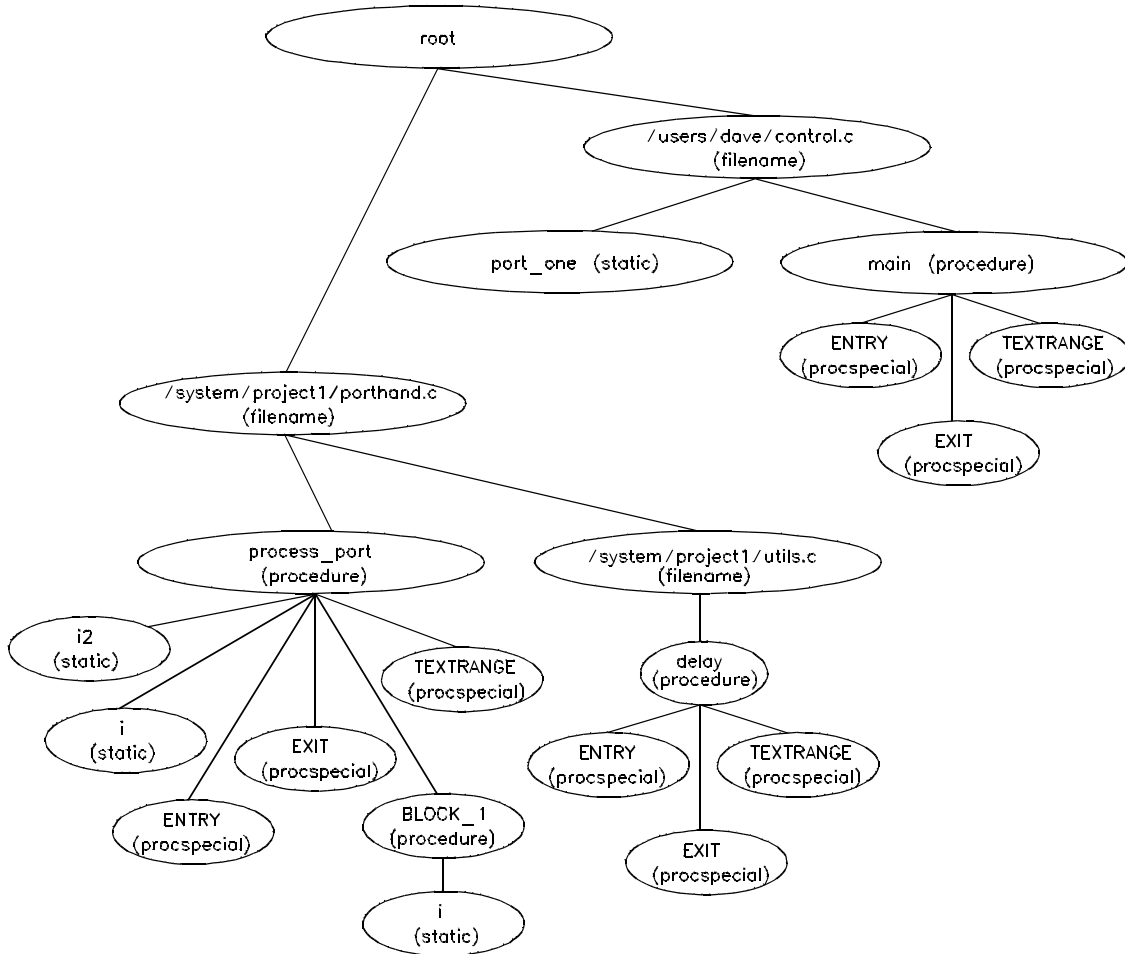 root
/users/dave/control.c
(filename)
port_one (static)
main (procedure)
ENTRY
(procspecial)
TEXTRANGE
(procspecial)
EXIT
(procspecial)
/system/project1/porthand.c
(filename)
process_port
(procedure)
/system/project1/utils.c
(filename)
i2
(static)
TEXTRANGE
(procspecial)
delay
(procedure)
i
(static)
EXIT
(procspecial)
ENTRY
(procspecial)
TEXTRANGE
(procspecial)
ENTRY
(procspecial)
BLOCK_1
(procedure)
EXIT
(procspecial)
i
(static)